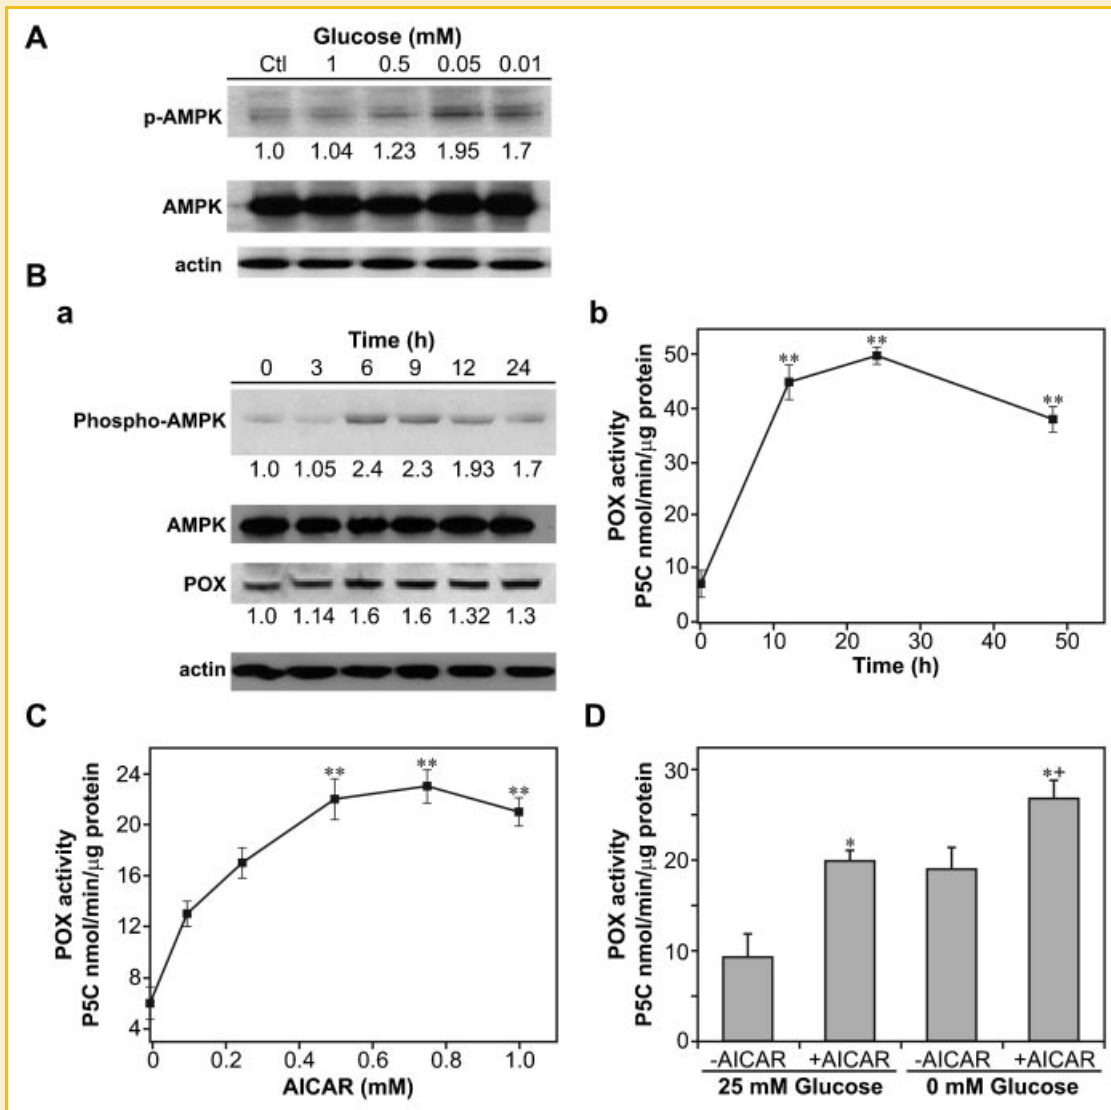 A
Glucose (mM)
Ctl 1 0.5 0.05 0.01
p-AMPK
1.0 1.04 1.23 1.95 1.7
AMPK
actin
B
a
Time (h)
0 3 6 9 12 24
Phospho-AMPK
1.0 1.05 2.4 2.3 1.93 1.7
AMPK
POX
1.0 1.14 1.6 1.6 1.32 1.3
actin
b
POX activity
P5C nmol/min/µg protein
50
40
30
20
10
0
** ** **
0 10 20 30 40 50
Time (h)
C
POX activity
P5C nmol/min/µg protein
24
20
16
12
8
4
** ** **
0 0.2 0.4 0.6 0.8 1.0
AICAR (mM)
D
POX activity
P5C nmol/min/µg protein
30
20
10
0
* *+
-AICAR +AICAR -AICAR +AICAR
25 mM Glucose 0 mM Glucose